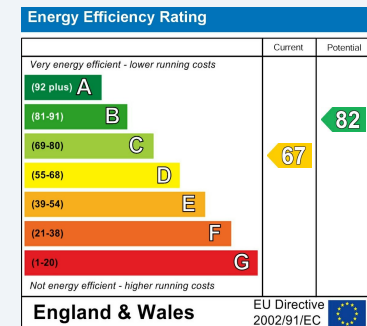 Energy Efficiency Rating
Current Potential
Very energy efficient - lower running costs
(92 plus) A
(81-91) B
82
(69-80) C
67
(55-68) D
(39-54) E
(21-38) F
(1-20) G
Not energy efficient - higher running costs
England & Wales
EU Directive
2002/91/EC